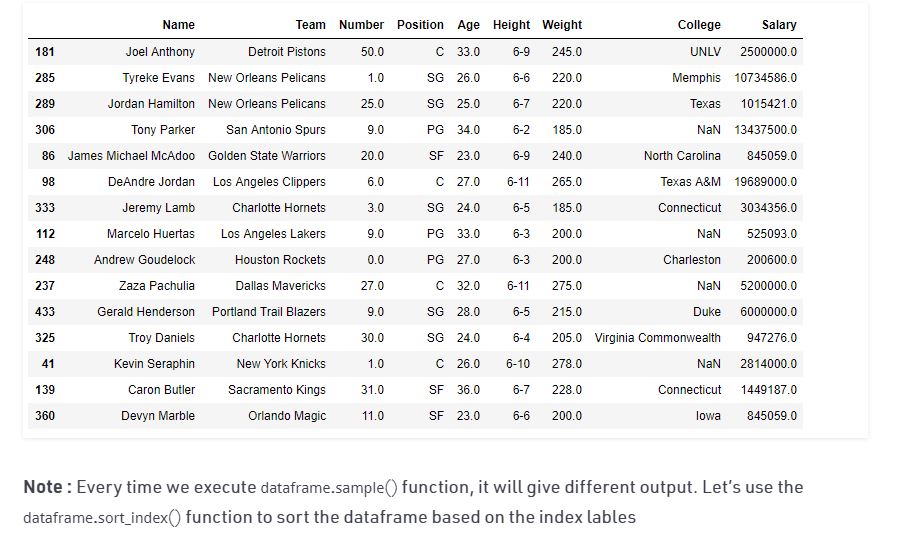 Name Team Number Position Age Height Weight College Salary
181 Joel Anthony Detroit Pistons 50.0 C 33.0 6-9 245.0 UNLV 2500000.0
285 Tyreke Evans New Orleans Pelicans 1.0 SG 26.0 6-6 220.0 Memphis 10734586.0
289 Jordan Hamilton New Orleans Pelicans 25.0 SG 25.0 6-7 220.0 Texas 1015421.0
306 Tony Parker San Antonio Spurs 9.0 PG 34.0 6-2 185.0 NaN 13437500.0
86 James Michael McAdoo Golden State Warriors 20.0 SF 23.0 6-9 240.0 North Carolina 845059.0
98 DeAndre Jordan Los Angeles Clippers 6.0 C 27.0 6-11 265.0 Texas A&M 19689000.0
333 Jeremy Lamb Charlotte Hornets 3.0 SG 24.0 6-5 185.0 Connecticut 3034356.0
112 Marcelo Huertas Los Angeles Lakers 9.0 PG 33.0 6-3 200.0 NaN 525093.0
248 Andrew Goudelock Houston Rockets 0.0 PG 27.0 6-3 200.0 Charleston 200600.0
237 Zaza Pachulia Dallas Mavericks 27.0 C 32.0 6-11 275.0 NaN 5200000.0
433 Gerald Henderson Portland Trail Blazers 9.0 SG 28.0 6-5 215.0 Duke 6000000.0
325 Troy Daniels Charlotte Hornets 30.0 SG 24.0 6-4 205.0 Virginia Commonwealth 947276.0
41 Kevin Seraphin New York Knicks 1.0 C 26.0 6-10 278.0 NaN 2814000.0
139 Caron Butler Sacramento Kings 31.0 SF 36.0 6-7 228.0 Connecticut 1449187.0
360 Devyn Marble Orlando Magic 11.0 SF 23.0 6-6 200.0 Iowa 845059.0
Note : Every time we execute dataframe.sample() function, it will give different output. Let's use the
dataframe.sort_index() function to sort the dataframe based on the index lables